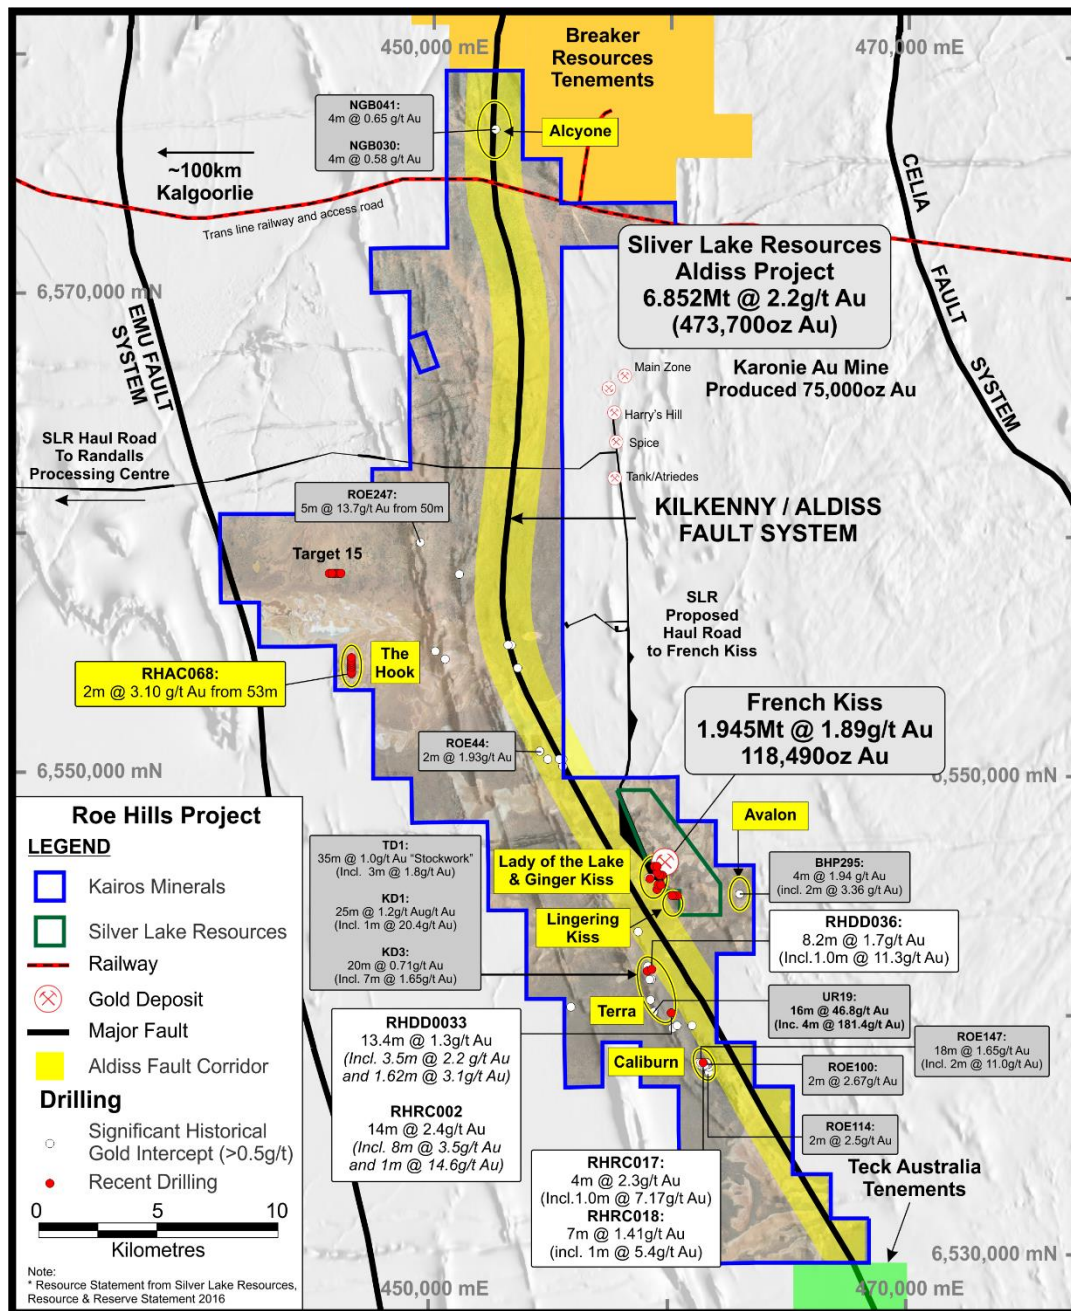 450,000 mE
470,000 mE
Breaker
Resources
Tenements
NGB041:
4m @ 0.65 g/t Au
NGB030:
4m @ 0.58 g/t Au
Alcyone
~100km
Kalgoorlie
Trans line railway and access road
CELIA FAULT SYSTEM
Sliver Lake Resources
Aldiss Project
6.852Mt @ 2.2g/t Au
(473,700oz Au)
6,570,000 mN
EMU FAULT
SYSTEM
Main Zone
Karonie Au Mine
Produced 75,000oz Au
Harry's Hill
Spice
Tank/Atriedes
SLR Haul Road
To Randalls
Processing Centre
ROE247:
5m @ 13.7g/t Au from 50m
KILKENNY / ALDISS
FAULT SYSTEM
Target 15
SLR
Proposed
Haul Road
to French Kiss
The
Hook
RHAC068:
2m @ 3.10 g/t Au from 53m
French Kiss
1.945Mt @ 1.89g/t Au
118,490oz Au
ROE44:
2m @ 1.93g/t Au
6,550,000 mN
6,550,000 mN
Avalon
Roe Hills Project
LEGEND
Kairos Minerals
Silver Lake Resources
Railway
Gold Deposit
Major Fault
Aldiss Fault Corridor
Drilling
Significant Historical
Gold Intercept (>0.5g/t)
Recent Drilling
0 5 10
Kilometres
Note:
* Resource Statement from Silver Lake Resources,
Resource & Reserve Statement 2016
TD1:
35m @ 1.0g/t Au "Stockwork"
(Incl. 3m @ 1.8g/t Au)
KD1:
25m @ 1.2g/t Aug/t Au
(Incl. 1m @ 20.4g/t Au)
KD3:
20m @ 0.71g/t Au
(Incl. 7m @ 1.65g/t Au)
Lady of the Lake
& Ginger Kiss
Lingering
Kiss
BHP295:
4m @ 1.94 g/t Au
(incl. 2m @ 3.36 g/t Au)
RHDD036:
8.2m @ 1.7g/t Au
(Incl.1.0m @ 11.3g/t Au)
Terra
UR19:
16m @ 46.8g/t Au
(Inc. 4m @ 181.4g/t Au)
RHDD0033
13.4m @ 1.3g/t Au
(Incl. 3.5m @ 2.2 g/t Au
and 1.62m @ 3.1g/t Au)
RHRC002
14m @ 2.4g/t Au
(Incl. 8m @ 3.5g/t Au
and 1m @ 14.6g/t Au)
Caliburn
ROE147:
18m @ 1.65g/t Au
(Incl. 2m @ 11.0g/t Au)
ROE100:
2m @ 2.67g/t Au
ROE114:
2m @ 2.5g/t Au
RHRC017:
4m @ 2.3g/t Au
(Incl.1.0m @ 7.17g/t Au)
RHRC018:
7m @ 1.41g/t Au
(incl. 1m @ 5.4g/t Au)
Teck Australia
Tenements
6,530,000 mN
450,000 mE
470,000 mE